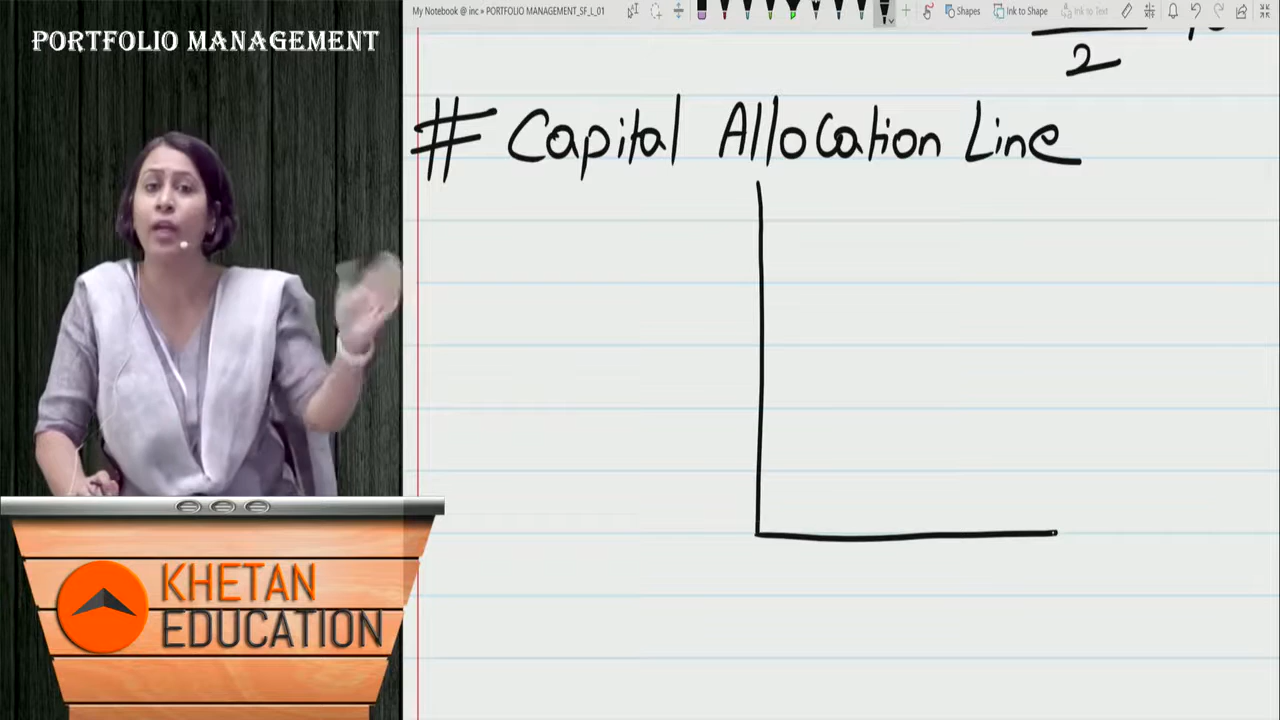 PORTFOLIO MANAGEMENT
My Notebook @ inc » PORTFOLIO MANAGEMENT_SF_L_01
Shapes
Ink to Shape
Ink to Text
2
# Capital Allocation Line
KHETAN
EDUCATION